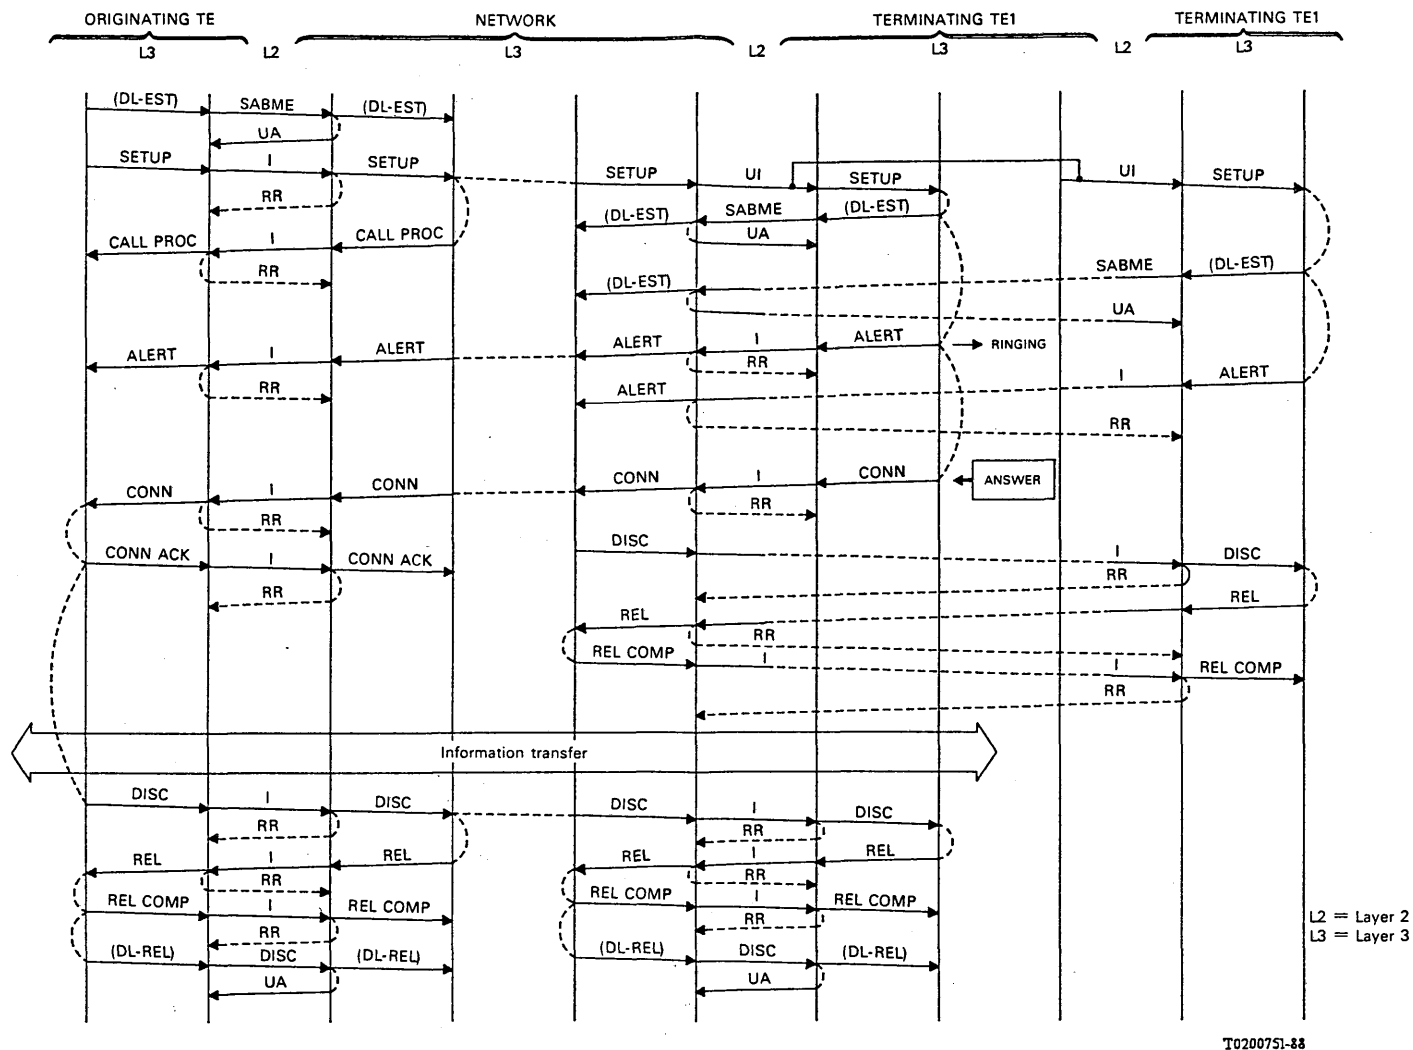 ORIGINATING TE NETWORK TERMINATING TE1 TERMINATING TE1
L3 L2 L3 L2 L3 L2 L3
(DL-EST) SABME (DL-EST)
UA
SETUP I SETUP SETUP UI SETUP UI SETUP
RR (DL-EST) SABME (DL-EST)
CALL PROC I CALL PROC UA
RR SABME (DL-EST)
(DL-EST)
UA
ALERT I ALERT ALERT I ALERT RINGING
RR RR I ALERT
ALERT
RR
CONN I CONN CONN I CONN ANSWER
RR RR
CONN ACK I CONN ACK DISC I DISC
RR RR
REL REL
RR
REL COMP I I REL COMP
RR
Information transfer
DISC I DISC DISC I DISC
RR RR
REL I REL REL I REL
RR RR
REL COMP I REL COMP REL COMP I REL COMP
RR RR
(DL-REL) DISC (DL-REL) (DL-REL) DISC (DL-REL)
UA UA
L2 = Layer 2
L3 = Layer 3
T0200751-88